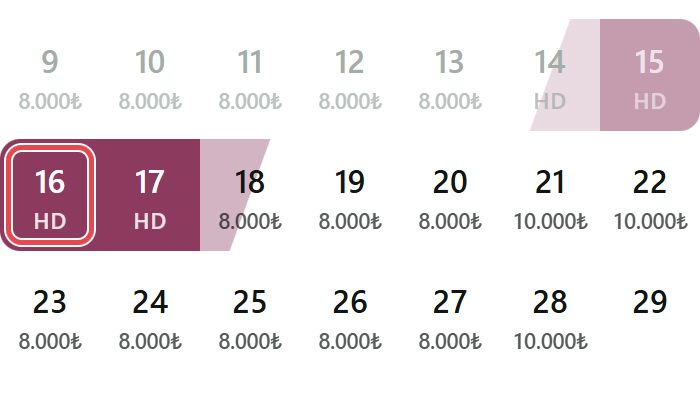 9 10 11 12 13 14 15
8.000₺ 8.000₺ 8.000₺ 8.000₺ 8.000₺ HD HD
16 17 18 19 20 21 22
HD HD 8.000₺ 8.000₺ 8.000₺ 10.000₺ 10.000₺
23 24 25 26 27 28 29
8.000₺ 8.000₺ 8.000₺ 8.000₺ 8.000₺ 10.000₺